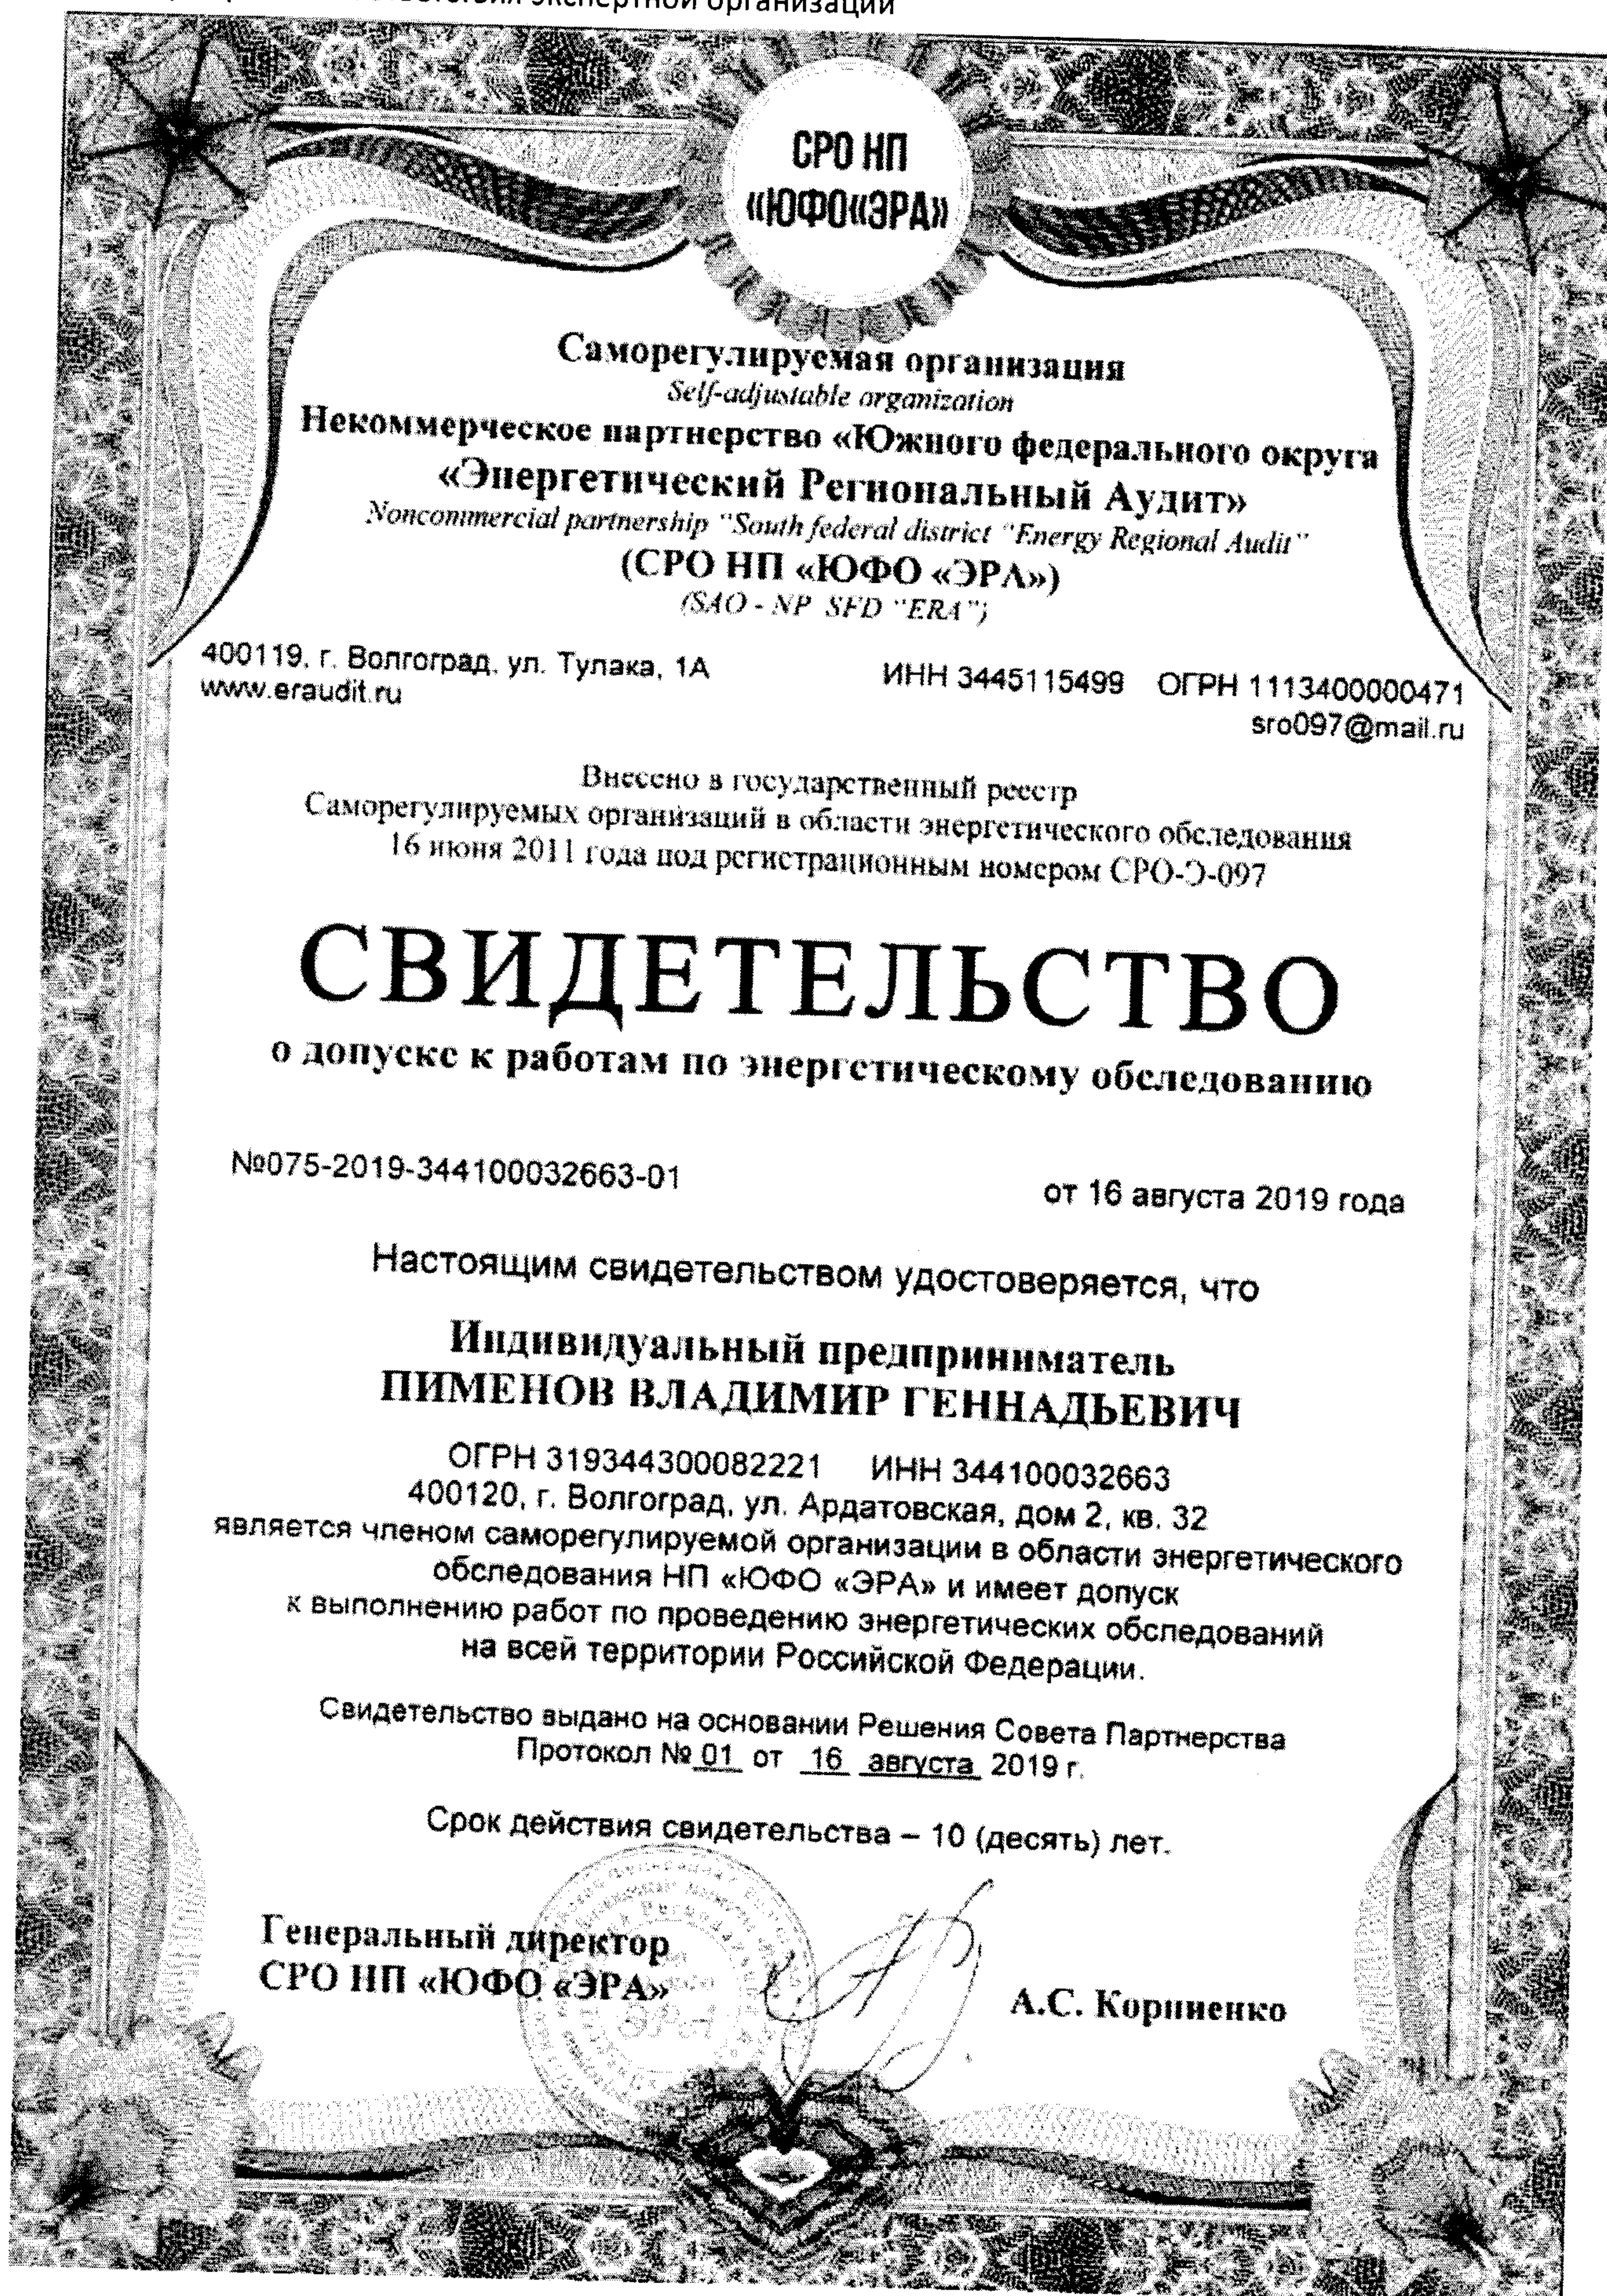 экспертной организации
СРО НП
«ЮФО«ЭРА»
Саморегулируемая организация
Self-adjustable organization
Некоммерческое партнерство «Южного федерального округа
«Энергетический Региональный Аудит»
Noncommercial partnership "South federal district "Energy Regional Audit"
(СРО НП «ЮФО «ЭРА»)
(SAO - NP SFD "ERA")
400119, г. Волгоград, ул. Тулака, 1А ИНН 3445115499 ОГРН 1113400000471
www.eraudit.ru sro097@mail.ru
Внесено в государственный реестр
Саморегулируемых организаций в области энергетического обследования
16 июня 2011 года под регистрационным номером СРО-Э-097
СВИДЕТЕЛЬСТВО
о допуске к работам по энергетическому обследованию
№075-2019-344100032663-01 от 16 августа 2019 года
Настоящим свидетельством удостоверяется, что
Индивидуальный предприниматель
ПИМЕНОВ ВЛАДИМИР ГЕННАДЬЕВИЧ
ОГРН 319344300082221 ИНН 344100032663
400120, г. Волгоград, ул. Ардатовская, дом 2, кв. 32
является членом саморегулируемой организации в области энергетического
обследования НП «ЮФО «ЭРА» и имеет допуск
к выполнению работ по проведению энергетических обследований
на всей территории Российской Федерации.
Свидетельство выдано на основании Решения Совета Партнерства
Протокол № 01 от 16 августа 2019 г.
Срок действия свидетельства – 10 (десять) лет.
Генеральный директор
СРО НП «ЮФО «ЭРА» А.С. Корниенко